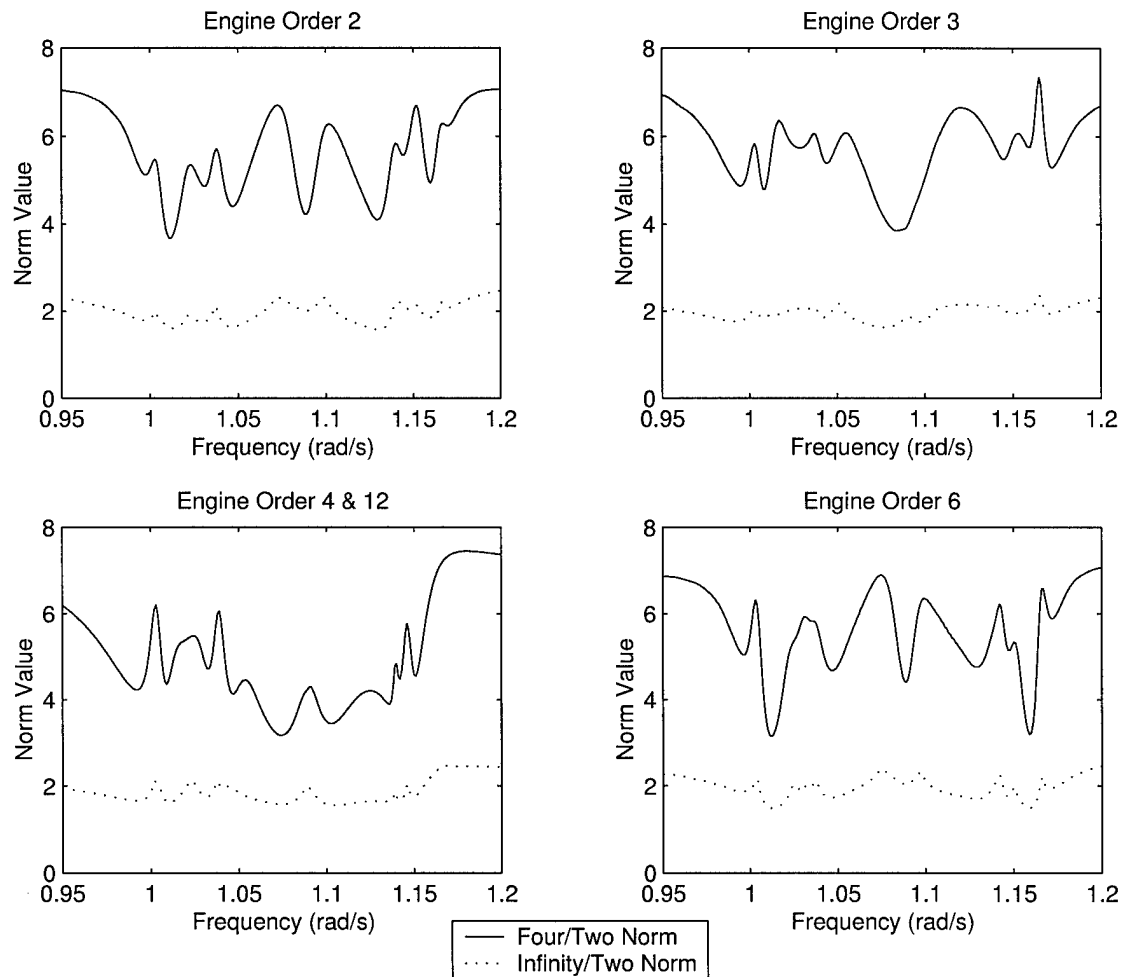 Engine Order 2
Norm Value
8
6
4
2
0
0.95 1 1.05 1.1 1.15 1.2
Frequency (rad/s)
Engine Order 3
Norm Value
8
6
4
2
0
0.95 1 1.05 1.1 1.15 1.2
Frequency (rad/s)
Engine Order 4 & 12
Norm Value
8
6
4
2
0
0.95 1 1.05 1.1 1.15 1.2
Frequency (rad/s)
Engine Order 6
Norm Value
8
6
4
2
0
0.95 1 1.05 1.1 1.15 1.2
Frequency (rad/s)
Four/Two Norm
Infinity/Two Norm